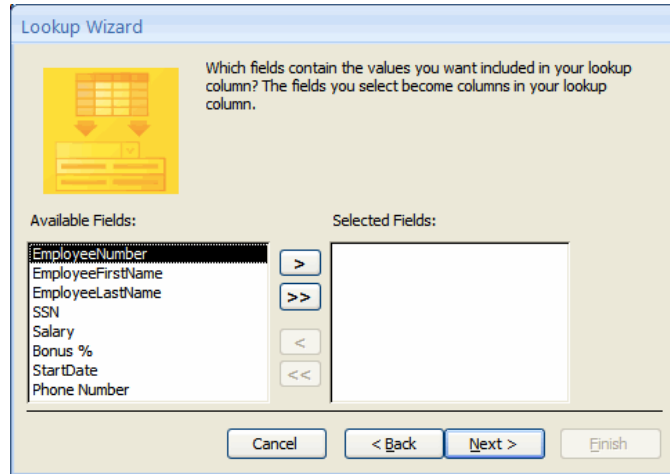 Lookup Wizard
Which fields contain the values you want included in your lookup
column? The fields you select become columns in your lookup
column.
Available Fields:
Selected Fields:
EmployeeNumber
EmployeeFirstName
EmployeeLastName
SSN
Salary
Bonus %
StartDate
Phone Number
>
>>
<
<<
Cancel
< Back
Next >
Finish